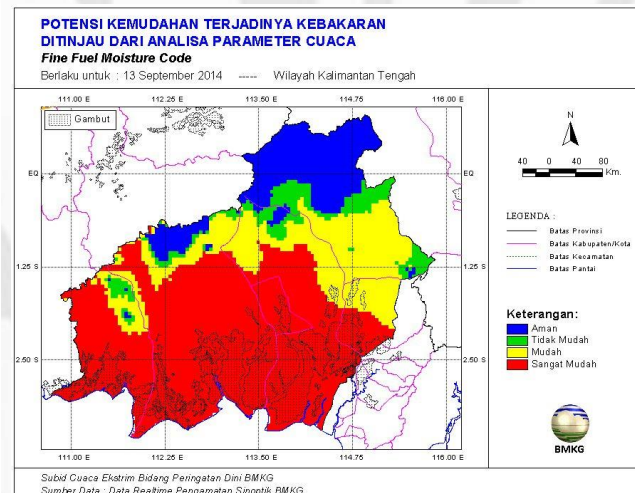 POTENSI KEMUDAHAN TERJADINYA KEBAKARAN
DITINJAU DARI ANALISA PARAMETER CUACA
Fine Fuel Moisture Code
Berlaku untuk : 13 September 2014 ----- Wilayah Kalimantan Tengah
111.00 E 112.25 E 113.50 E 114.75 116.00 E
Gambut
N
40 0 40 80
Km.
EQ EQ
LEGENDA :
Batas Provinsi
Batas Kabupaten/Kota
Batas Kecamatan
Batas Pantai
1.25 S 1.25 S
Keterangan:
Aman
Tidak Mudah
Mudah
Sangat Mudah
2.50 S 2.50 S
BMKG
111.00 E 112.25 E 113.50 E 114.75 116.00 E
Subid Cuaca Ekstrim Bidang Peringatan Dini BMKG
Sumber Data : Data Realtime Pengamatan Sinoptik BMKG